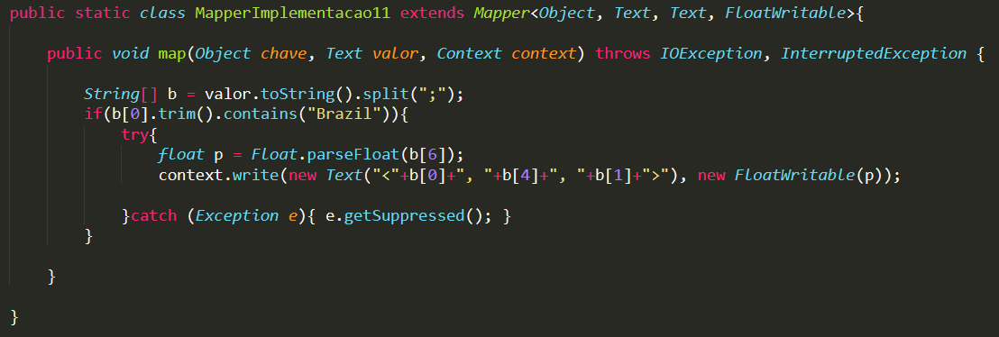 public static class MapperImplementacao11 extends Mapper<Object, Text, Text, FloatWritable>{
public void map(Object chave, Text valor, Context context) throws IOException, InterruptedException {
String[] b = valor.toString().split(";");
if(b[0].trim().contains("Brazil")){
try{
float p = Float.parseFloat(b[6]);
context.write(new Text("<"+b[0]+", "+b[4]+", "+b[1]+">"), new FloatWritable(p));
}catch (Exception e){ e.getSuppressed(); }
}
}
}